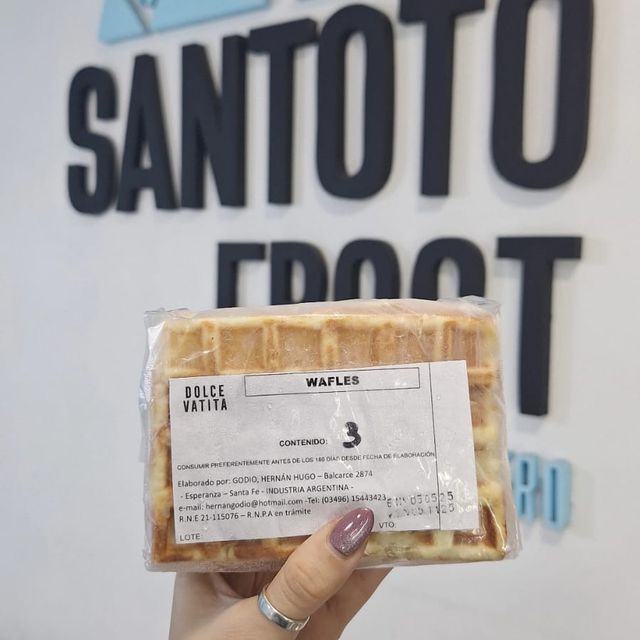 SANTOTO
FROST
DOLCE
VATITA
WAFLES
CONTENIDO: 3
CONSUMIR PREFERENTEMENTE ANTES DE LOS 180 DÍAS DESDE FECHA DE ELABORACIÓN
Elaborado por: GODIO, HERNÁN HUGO – Balcarce 2874
- Esperanza – Santa Fe - INDUSTRIA ARGENTINA -
e-mail: hernangodio@hotmail.com -Tel: (03496) 15443423
R.N.E 21-115076 – R.N.P.A en trámite
LOTE:
VTO: